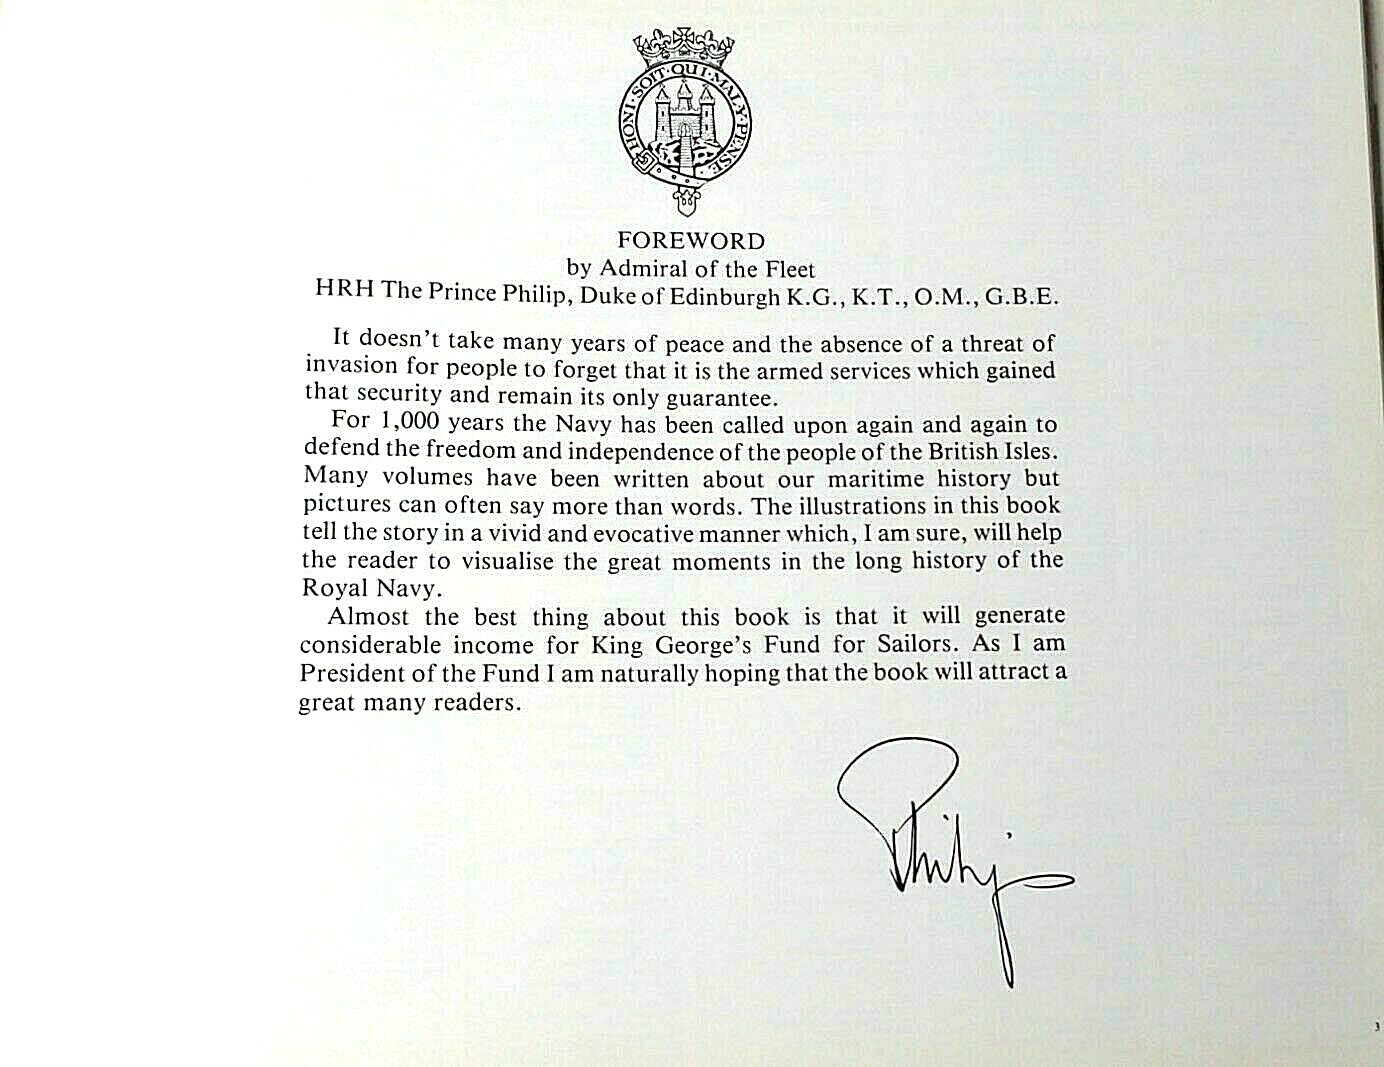 HONI·SOIT·QUI·MAL·Y·PENSE
FOREWORD
by Admiral of the Fleet
HRH The Prince Philip, Duke of Edinburgh K.G., K.T., O.M., G.B.E.
It doesn't take many years of peace and the absence of a threat of
invasion for people to forget that it is the armed services which gained
that security and remain its only guarantee.
For 1,000 years the Navy has been called upon again and again to
defend the freedom and independence of the people of the British Isles.
Many volumes have been written about our maritime history but
pictures can often say more than words. The illustrations in this book
tell the story in a vivid and evocative manner which, I am sure, will help
the reader to visualise the great moments in the long history of the
Royal Navy.
Almost the best thing about this book is that it will generate
considerable income for King George's Fund for Sailors. As I am
President of the Fund I am naturally hoping that the book will attract a
great many readers.
Philip
3